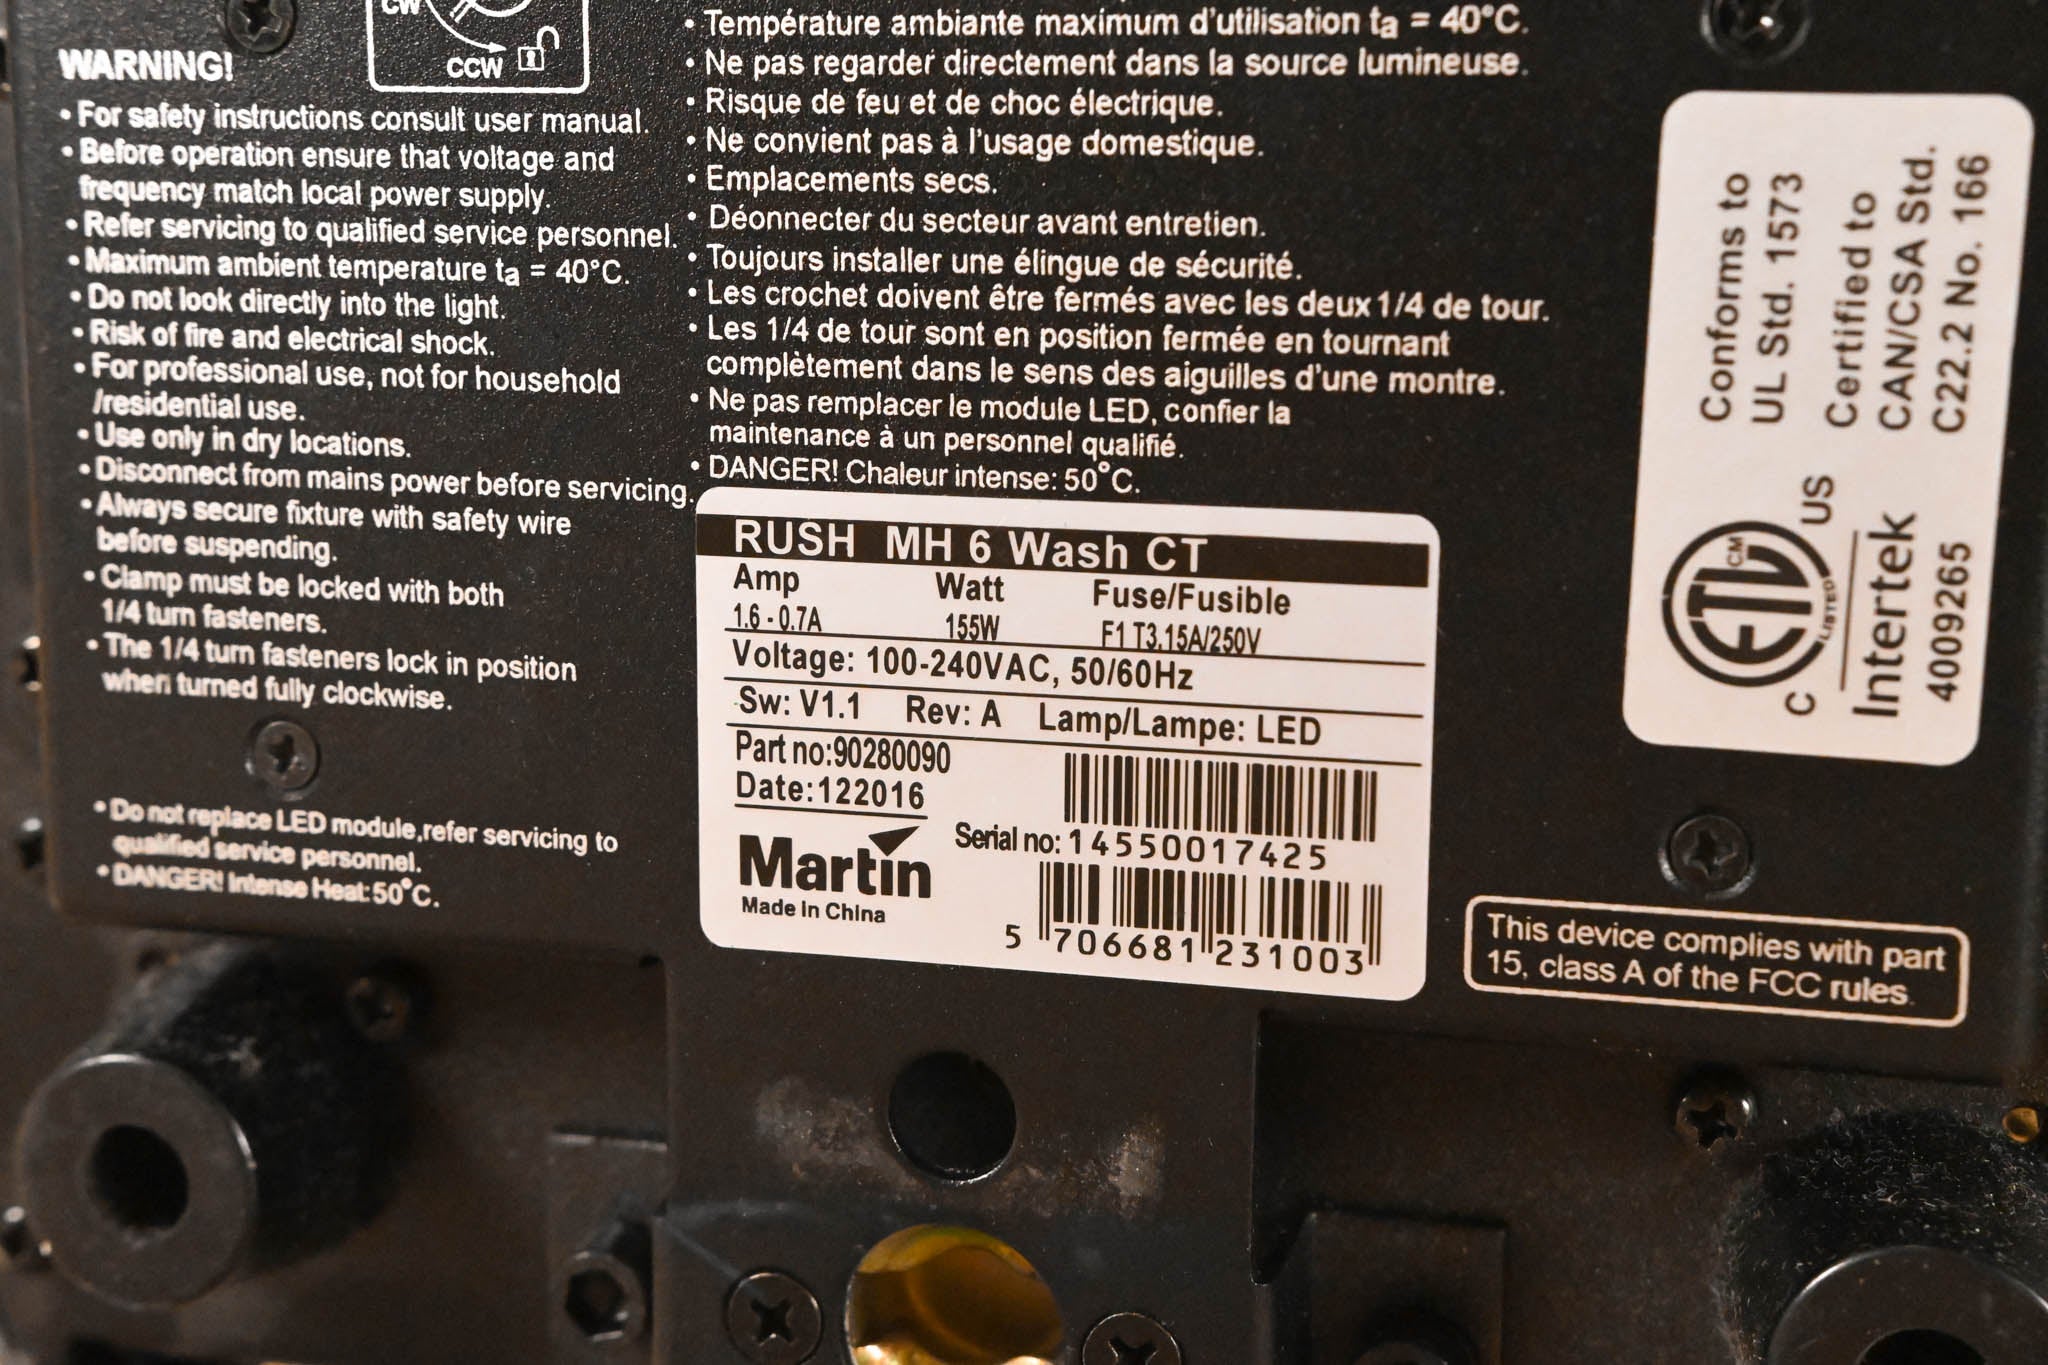 CW
CCW
WARNING!
• For safety instructions consult user manual.
• Before operation ensure that voltage and
frequency match local power supply.
• Refer servicing to qualified service personnel.
• Maximum ambient temperature ta = 40°C.
• Do not look directly into the light.
• Risk of fire and electrical shock.
• For professional use, not for household
/residential use.
• Use only in dry locations.
• Disconnect from mains power before servicing.
• Always secure fixture with safety wire
before suspending.
• Clamp must be locked with both
1/4 turn fasteners.
• The 1/4 turn fasteners lock in position
when turned fully clockwise.
• Do not replace LED module,refer servicing to
qualified service personnel.
• DANGER! Intense Heat:50°C.
• Température ambiante maximum d'utilisation ta = 40°C.
• Ne pas regarder directement dans la source lumineuse.
• Risque de feu et de choc électrique.
• Ne convient pas à l'usage domestique.
• Emplacements secs.
• Déonnecter du secteur avant entretien.
• Toujours installer une élingue de sécurité.
• Les crochet doivent être fermés avec les deux 1/4 de tour.
• Les 1/4 de tour sont en position fermée en tournant
complètement dans le sens des aiguilles d'une montre.
• Ne pas remplacer le module LED, confier la
maintenance à un personnel qualifié.
• DANGER! Chaleur intense: 50°C.
RUSH MH 6 Wash CT
Amp Watt Fuse/Fusible
1.6 - 0.7A 155W F1 T3.15A/250V
Voltage: 100-240VAC, 50/60Hz
Sw: V1.1 Rev: A Lamp/Lampe: LED
Part no:90280090
Date:122016
Serial no: 14550017425
Martin
Made In China
5 706681 231003
Conforms to
UL Std. 1573
Certified to
CAN/CSA Std.
C22.2 No. 166
ETL CM
LISTED
C US
Intertek
4009265
This device complies with part
15, class A of the FCC rules.